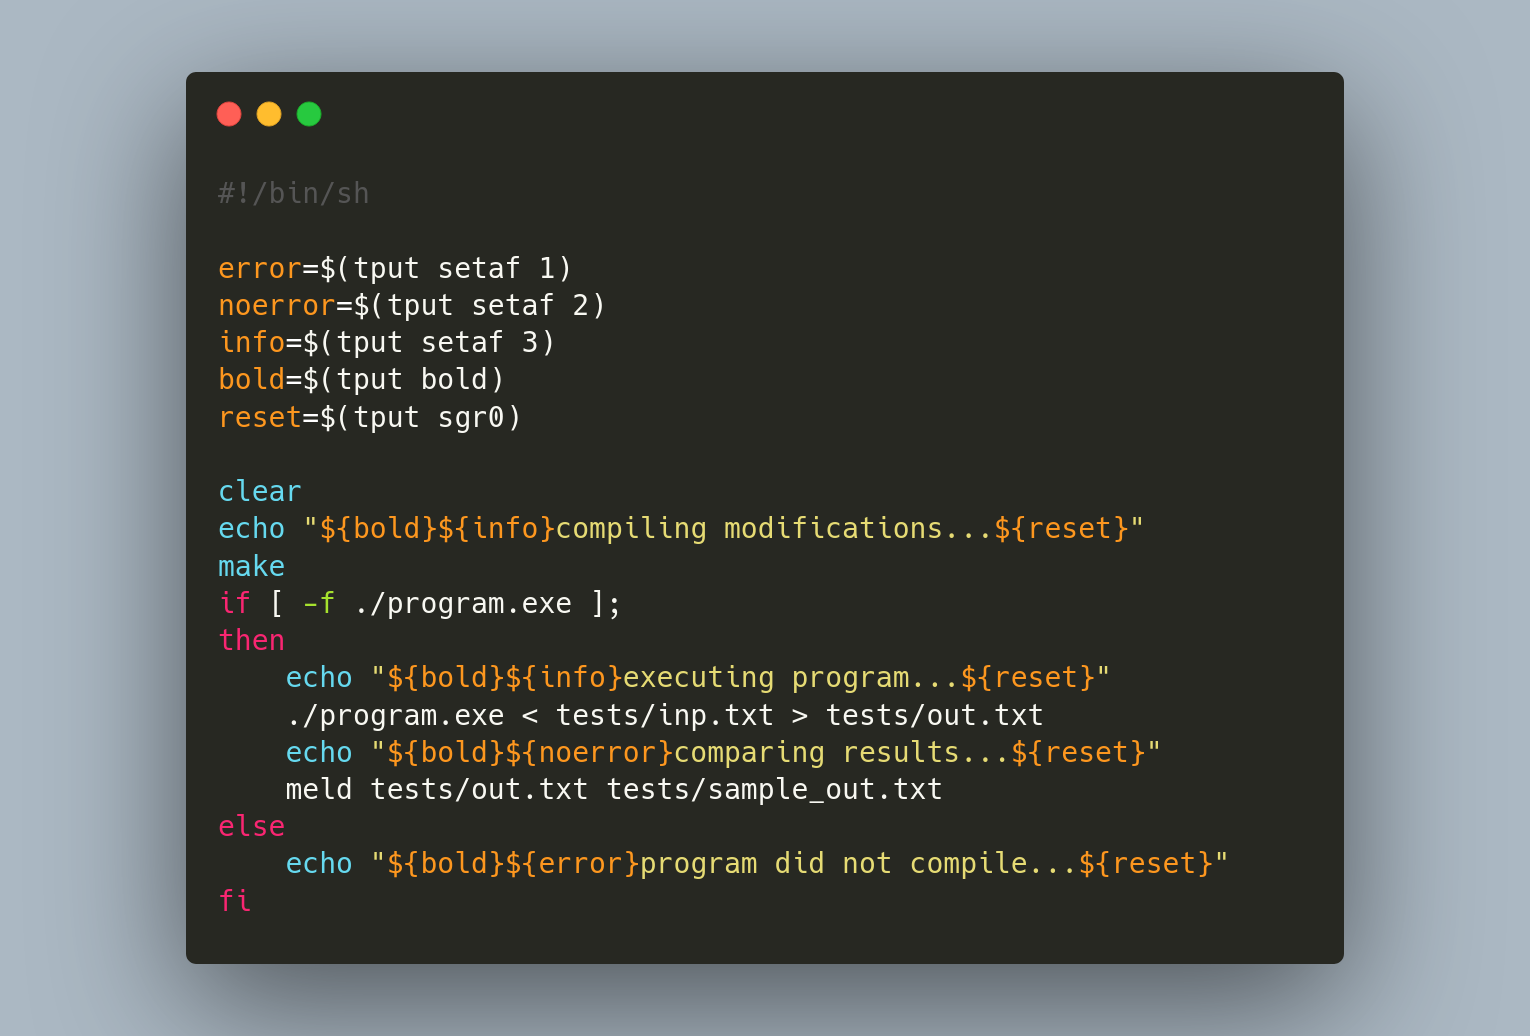 #!/bin/sh

error=$(tput setaf 1)
noerror=$(tput setaf 2)
info=$(tput setaf 3)
bold=$(tput bold)
reset=$(tput sgr0)

clear
echo "${bold}${info}compiling modifications...${reset}"
make
if [ -f ./program.exe ];
then
    echo "${bold}${info}executing program...${reset}"
    ./program.exe < tests/inp.txt > tests/out.txt
    echo "${bold}${noerror}comparing results...${reset}"
    meld tests/out.txt tests/sample_out.txt
else
    echo "${bold}${error}program did not compile...${reset}"
fi